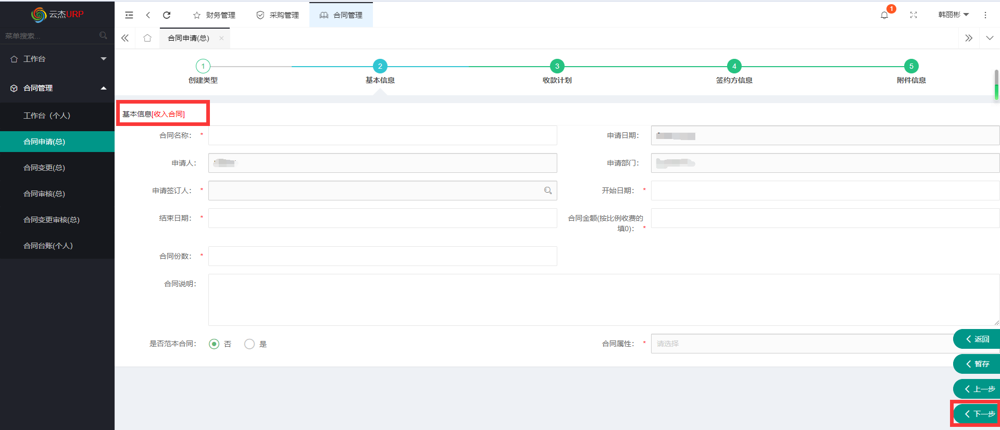 云杰URP
财务管理
采购管理
合同管理
1
韩丽彬
菜单搜索...
合同申请(总)
工作台
合同管理
工作台（个人）
合同申请(总)
合同变更(总)
合同审核(总)
合同变更审核(总)
合同台账(个人)
1
2
3
4
5
创建类型
基本信息
收款计划
签约方信息
附件信息
基本信息[收入合同]
合同名称： *
申请日期：
申请人：
申请部门：
申请签订人： *
开始日期： *
结束日期： *
合同金额(按比例收费的
填0)： *
合同份数： *
合同说明：
是否范本合同： 否 是
合同属性： * 请选择
返回
暂存
上一步
下一步